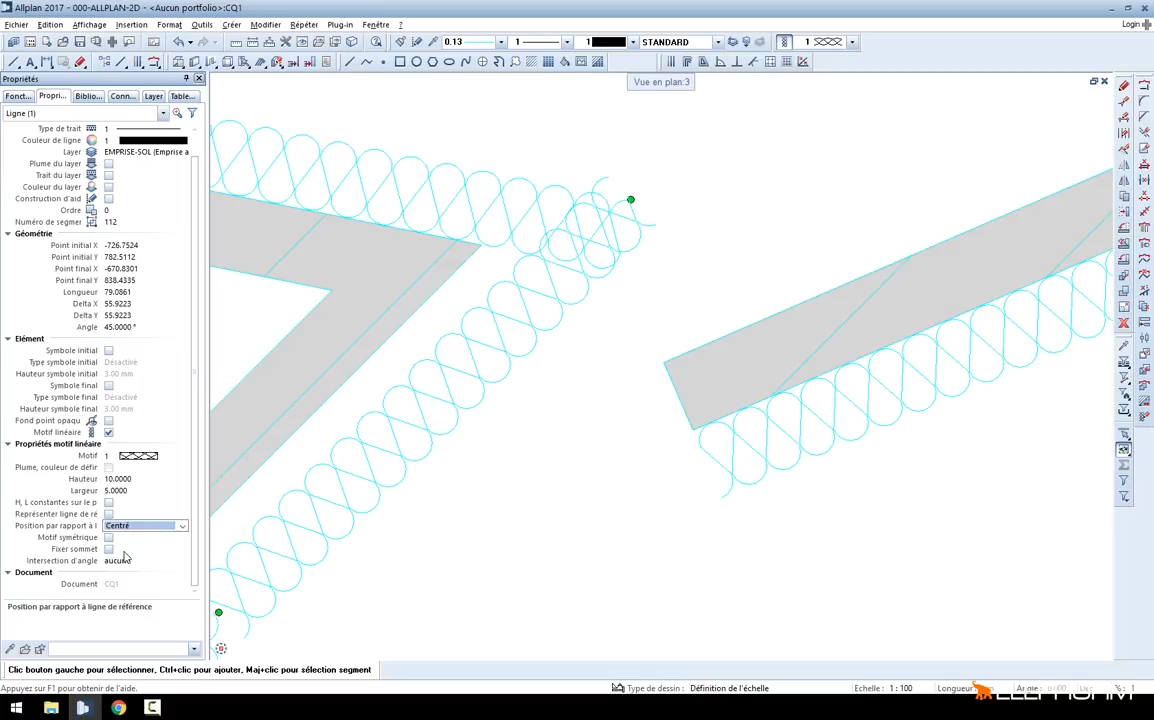 Allplan 2017 - 000-ALLPLAN-2D - <Aucun portfolio>:CQ1
Fichier Edition Affichage Insertion Format Outils Créer Modifier Répéter Plug-in Fenêtre ?
Login
0.13 1 1 STANDARD 1
Propriétés
Vue en plan:3
Fonct... Propri... Biblio... Conn... Layer Table...
Ligne (1)
Type de trait 1
Couleur de ligne 1
Layer EMPRISE-SOL (Emprise a
Plume du layer
Trait du layer
Couleur du layer
Construction d'aid
Ordre 0
Numéro de segmer 112
Géométrie
Point initial X -726.7524
Point initial Y 782.5112
Point final X -670.8301
Point final Y 838.4335
Longueur 79.0861
Delta X 55.9223
Delta Y 55.9223
Angle 45.0000 °
Elément
Symbole initial
Type symbole initial Désactivé
Hauteur symbole initial 3.00 mm
Symbole final
Type symbole final Désactivé
Hauteur symbole final 3.00 mm
Fond point opaqu
Motif linéaire
Propriétés motif linéaire
Motif 1
Plume, couleur de défir
Hauteur 10.0000
Largeur 5.0000
H, L constantes sur le p
Représenter ligne de ré
Position par rapport à l Centré
Motif symétrique
Fixer sommet
Intersection d'angle aucune
Document
Document CQ1
Position par rapport à ligne de référence
Clic bouton gauche pour sélectionner, Ctrl+clic pour ajouter, Maj+clic pour sélection segment
Appuyez sur F1 pour obtenir de l'aide.
Type de dessin : Définition de l'échelle Echelle : 1 : 100 Longueur: Angle : 0.00 % : 1